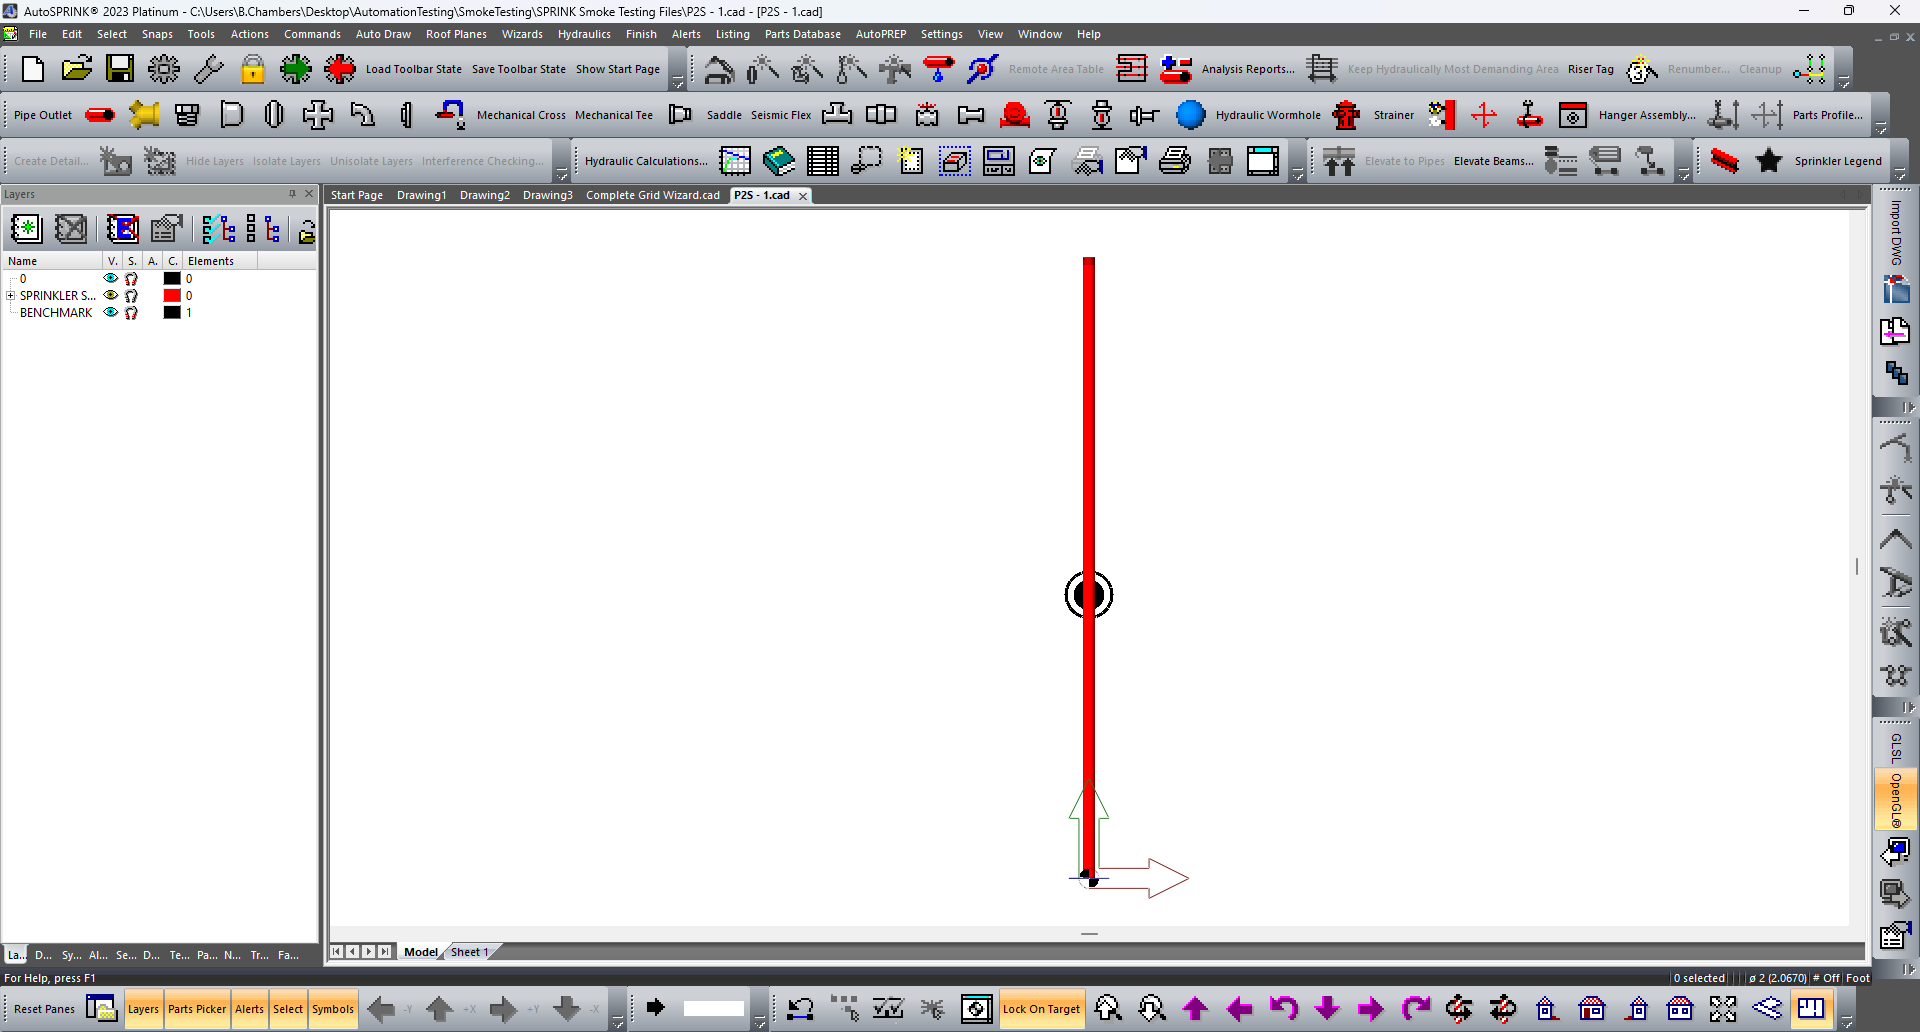 AutoSPRINK® 2023 Platinum - C:\Users\B.Chambers\Desktop\AutomationTesting\SmokeTesting\SPRINK Smoke Testing Files\P2S - 1.cad - [P2S - 1.cad]
File Edit Select Snaps Tools Actions Commands Auto Draw Roof Planes Wizards Hydraulics Finish Alerts Listing Parts Database AutoPREP Settings View Window Help
Load Toolbar State Save Toolbar State Show Start Page Remote Area Table Analysis Reports... Keep Hydraulically Most Demanding Area Riser Tag Renumber... Cleanup
Pipe Outlet Mechanical Cross Mechanical Tee Saddle Seismic Flex Hydraulic Wormhole Strainer Hanger Assembly... Parts Profile...
Create Detail... Hide Layers Isolate Layers Unisolate Layers Interference Checking... Hydraulic Calculations... Elevate to Pipes Elevate Beams... Sprinkler Legend
Layers
Start Page Drawing1 Drawing2 Drawing3 Complete Grid Wizard.cad P2S - 1.cad
Name V. S. A. C. Elements
0 0
SPRINKLER S... 0
BENCHMARK 1
Import DWG
GLSL
OpenGL®
Model Sheet 1
La... D... Sy... Al... Se... D... Te... Pa... N... Tr... Fa...
For Help, press F1
0 selected ø 2 (2.0670) # Off Foot
Reset Panes Layers Parts Picker Alerts Select Symbols -Y +X +Y -X Lock On Target